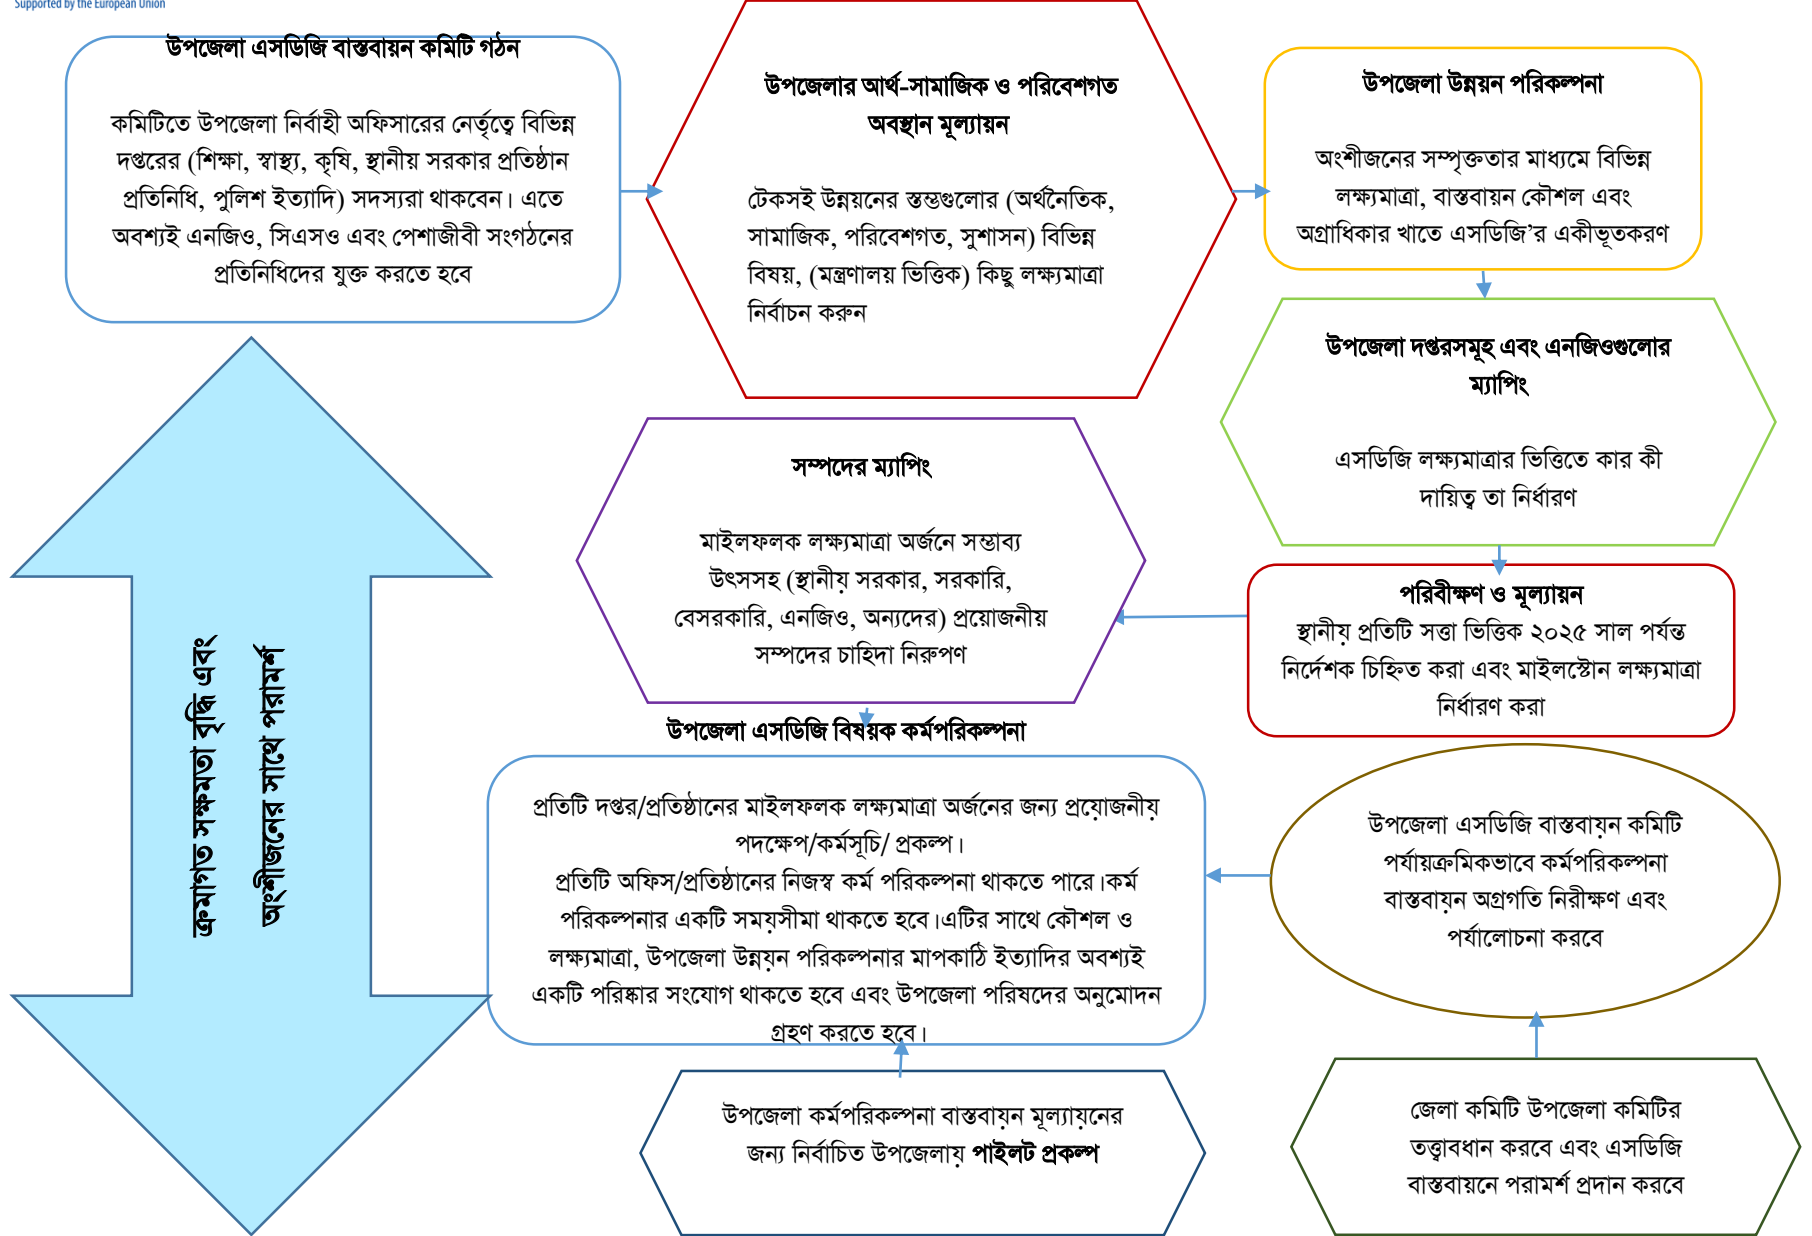 Supported by the European Union
উপজেলা এসডিজি বাস্তবায়ন কমিটি গঠন
কমিটিতে উপজেলা নির্বাহী অফিসারের নের্তৃত্বে বিভিন্ন
দপ্তরের (শিক্ষা, স্বাস্থ্য, কৃষি, স্থানীয় সরকার প্রতিষ্ঠান
প্রতিনিধি, পুলিশ ইত্যাদি) সদস্যরা থাকবেন। এতে
অবশ্যই এনজিও, সিএসও এবং পেশাজীবী সংগঠনের
প্রতিনিধিদের যুক্ত করতে হবে
উপজেলার আর্থ-সামাজিক ও পরিবেশগত
অবস্থান মূল্যায়ন
টেকসই উন্নয়নের স্তম্ভগুলোর (অর্থনৈতিক,
সামাজিক, পরিবেশগত, সুশাসন) বিভিন্ন
বিষয়, (মন্ত্রণালয় ভিত্তিক) কিছু লক্ষ্যমাত্রা
নির্বাচন করুন
উপজেলা উন্নয়ন পরিকল্পনা
অংশীজনের সম্পৃক্ততার মাধ্যমে বিভিন্ন
লক্ষ্যমাত্রা, বাস্তবায়ন কৌশল এবং
অগ্রাধিকার খাতে এসডিজি’র একীভূতকরণ
উপজেলা দপ্তরসমূহ এবং এনজিওগুলোর
ম্যাপিং
এসডিজি লক্ষ্যমাত্রার ভিত্তিতে কার কী
দায়িত্ব তা নির্ধারণ
পরিবীক্ষণ ও মূল্যায়ন
স্থানীয় প্রতিটি সত্তা ভিত্তিক ২০২৫ সাল পর্যন্ত
নির্দেশক চিহ্নিত করা এবং মাইলস্টোন লক্ষ্যমাত্রা
নির্ধারণ করা
সম্পদের ম্যাপিং
মাইলফলক লক্ষ্যমাত্রা অর্জনে সম্ভাব্য
উৎসসহ (স্থানীয় সরকার, সরকারি,
বেসরকারি, এনজিও, অন্যদের) প্রয়োজনীয়
সম্পদের চাহিদা নিরুপণ
উপজেলা এসডিজি বিষয়ক কর্মপরিকল্পনা
প্রতিটি দপ্তর/প্রতিষ্ঠানের মাইলফলক লক্ষ্যমাত্রা অর্জনের জন্য প্রয়োজনীয়
পদক্ষেপ/কর্মসূচি/ প্রকল্প।
প্রতিটি অফিস/প্রতিষ্ঠানের নিজস্ব কর্ম পরিকল্পনা থাকতে পারে।কর্ম
পরিকল্পনার একটি সময়সীমা থাকতে হবে।এটির সাথে কৌশল ও
লক্ষ্যমাত্রা, উপজেলা উন্নয়ন পরিকল্পনার মাপকাঠি ইত্যাদির অবশ্যই
একটি পরিষ্কার সংযোগ থাকতে হবে এবং উপজেলা পরিষদের অনুমোদন
গ্রহণ করতে হবে।
উপজেলা এসডিজি বাস্তবায়ন কমিটি
পর্যায়ক্রমিকভাবে কর্মপরিকল্পনা
বাস্তবায়ন অগ্রগতি নিরীক্ষণ এবং
পর্যালোচনা করবে
উপজেলা কর্মপরিকল্পনা বাস্তবায়ন মূল্যায়নের
জন্য নির্বাচিত উপজেলায় পাইলট প্রকল্প
জেলা কমিটি উপজেলা কমিটির
তত্ত্বাবধান করবে এবং এসডিজি
বাস্তবায়নে পরামর্শ প্রদান করবে
ক্রমাগত সক্ষমতা বৃদ্ধি এবং
অংশীজনের সাথে পরামর্শ